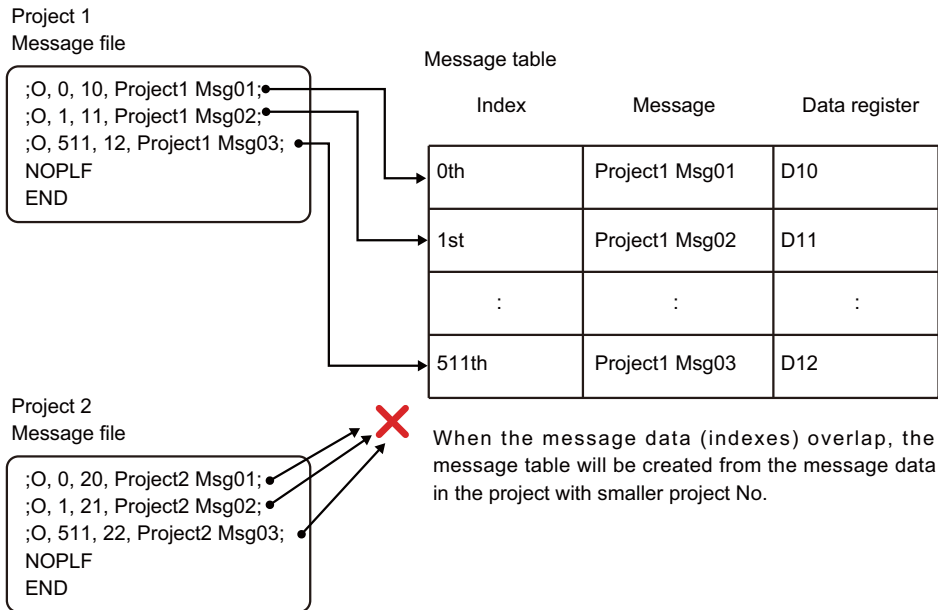 Project 1
Message file
;O, 0, 10, Project1 Msg01;
;O, 1, 11, Project1 Msg02;
;O, 511, 12, Project1 Msg03;
NOPLF
END
Message table
Index Message Data register
0th Project1 Msg01 D10
1st Project1 Msg02 D11
: : :
511th Project1 Msg03 D12
Project 2
Message file
;O, 0, 20, Project2 Msg01;
;O, 1, 21, Project2 Msg02;
;O, 511, 22, Project2 Msg03;
NOPLF
END
When the message data (indexes) overlap, the
message table will be created from the message data
in the project with smaller project No.